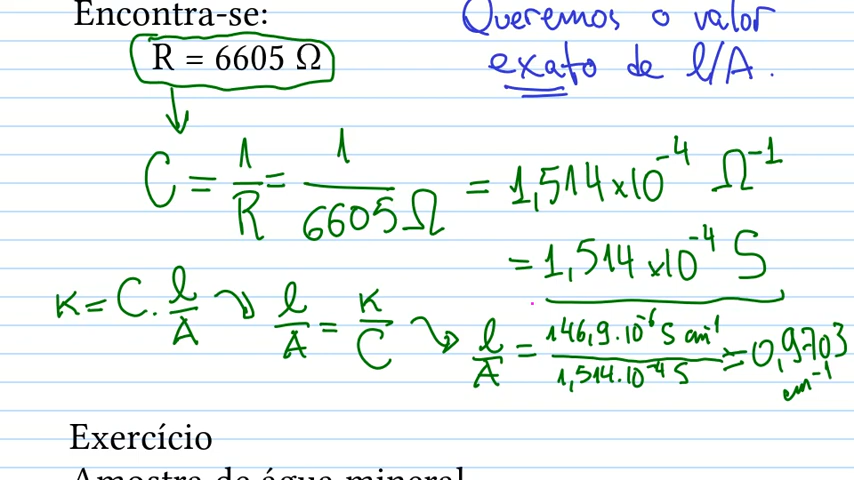 Encontra-se:
Queremos o valor
exato de l/A.
R = 6605 Ω
C = 1/R = 1/6605 Ω = 1,514 x 10^-4 Ω^-1
= 1,514 x 10^-4 S
κ = C . l/A ↝ l/A = κ/C ↝ l/A = 146,9 . 10^-6 S cm^-1 / 1,514 . 10^-4 S = 0,9703 cm^-1
Exercício
Amostra de água mineral